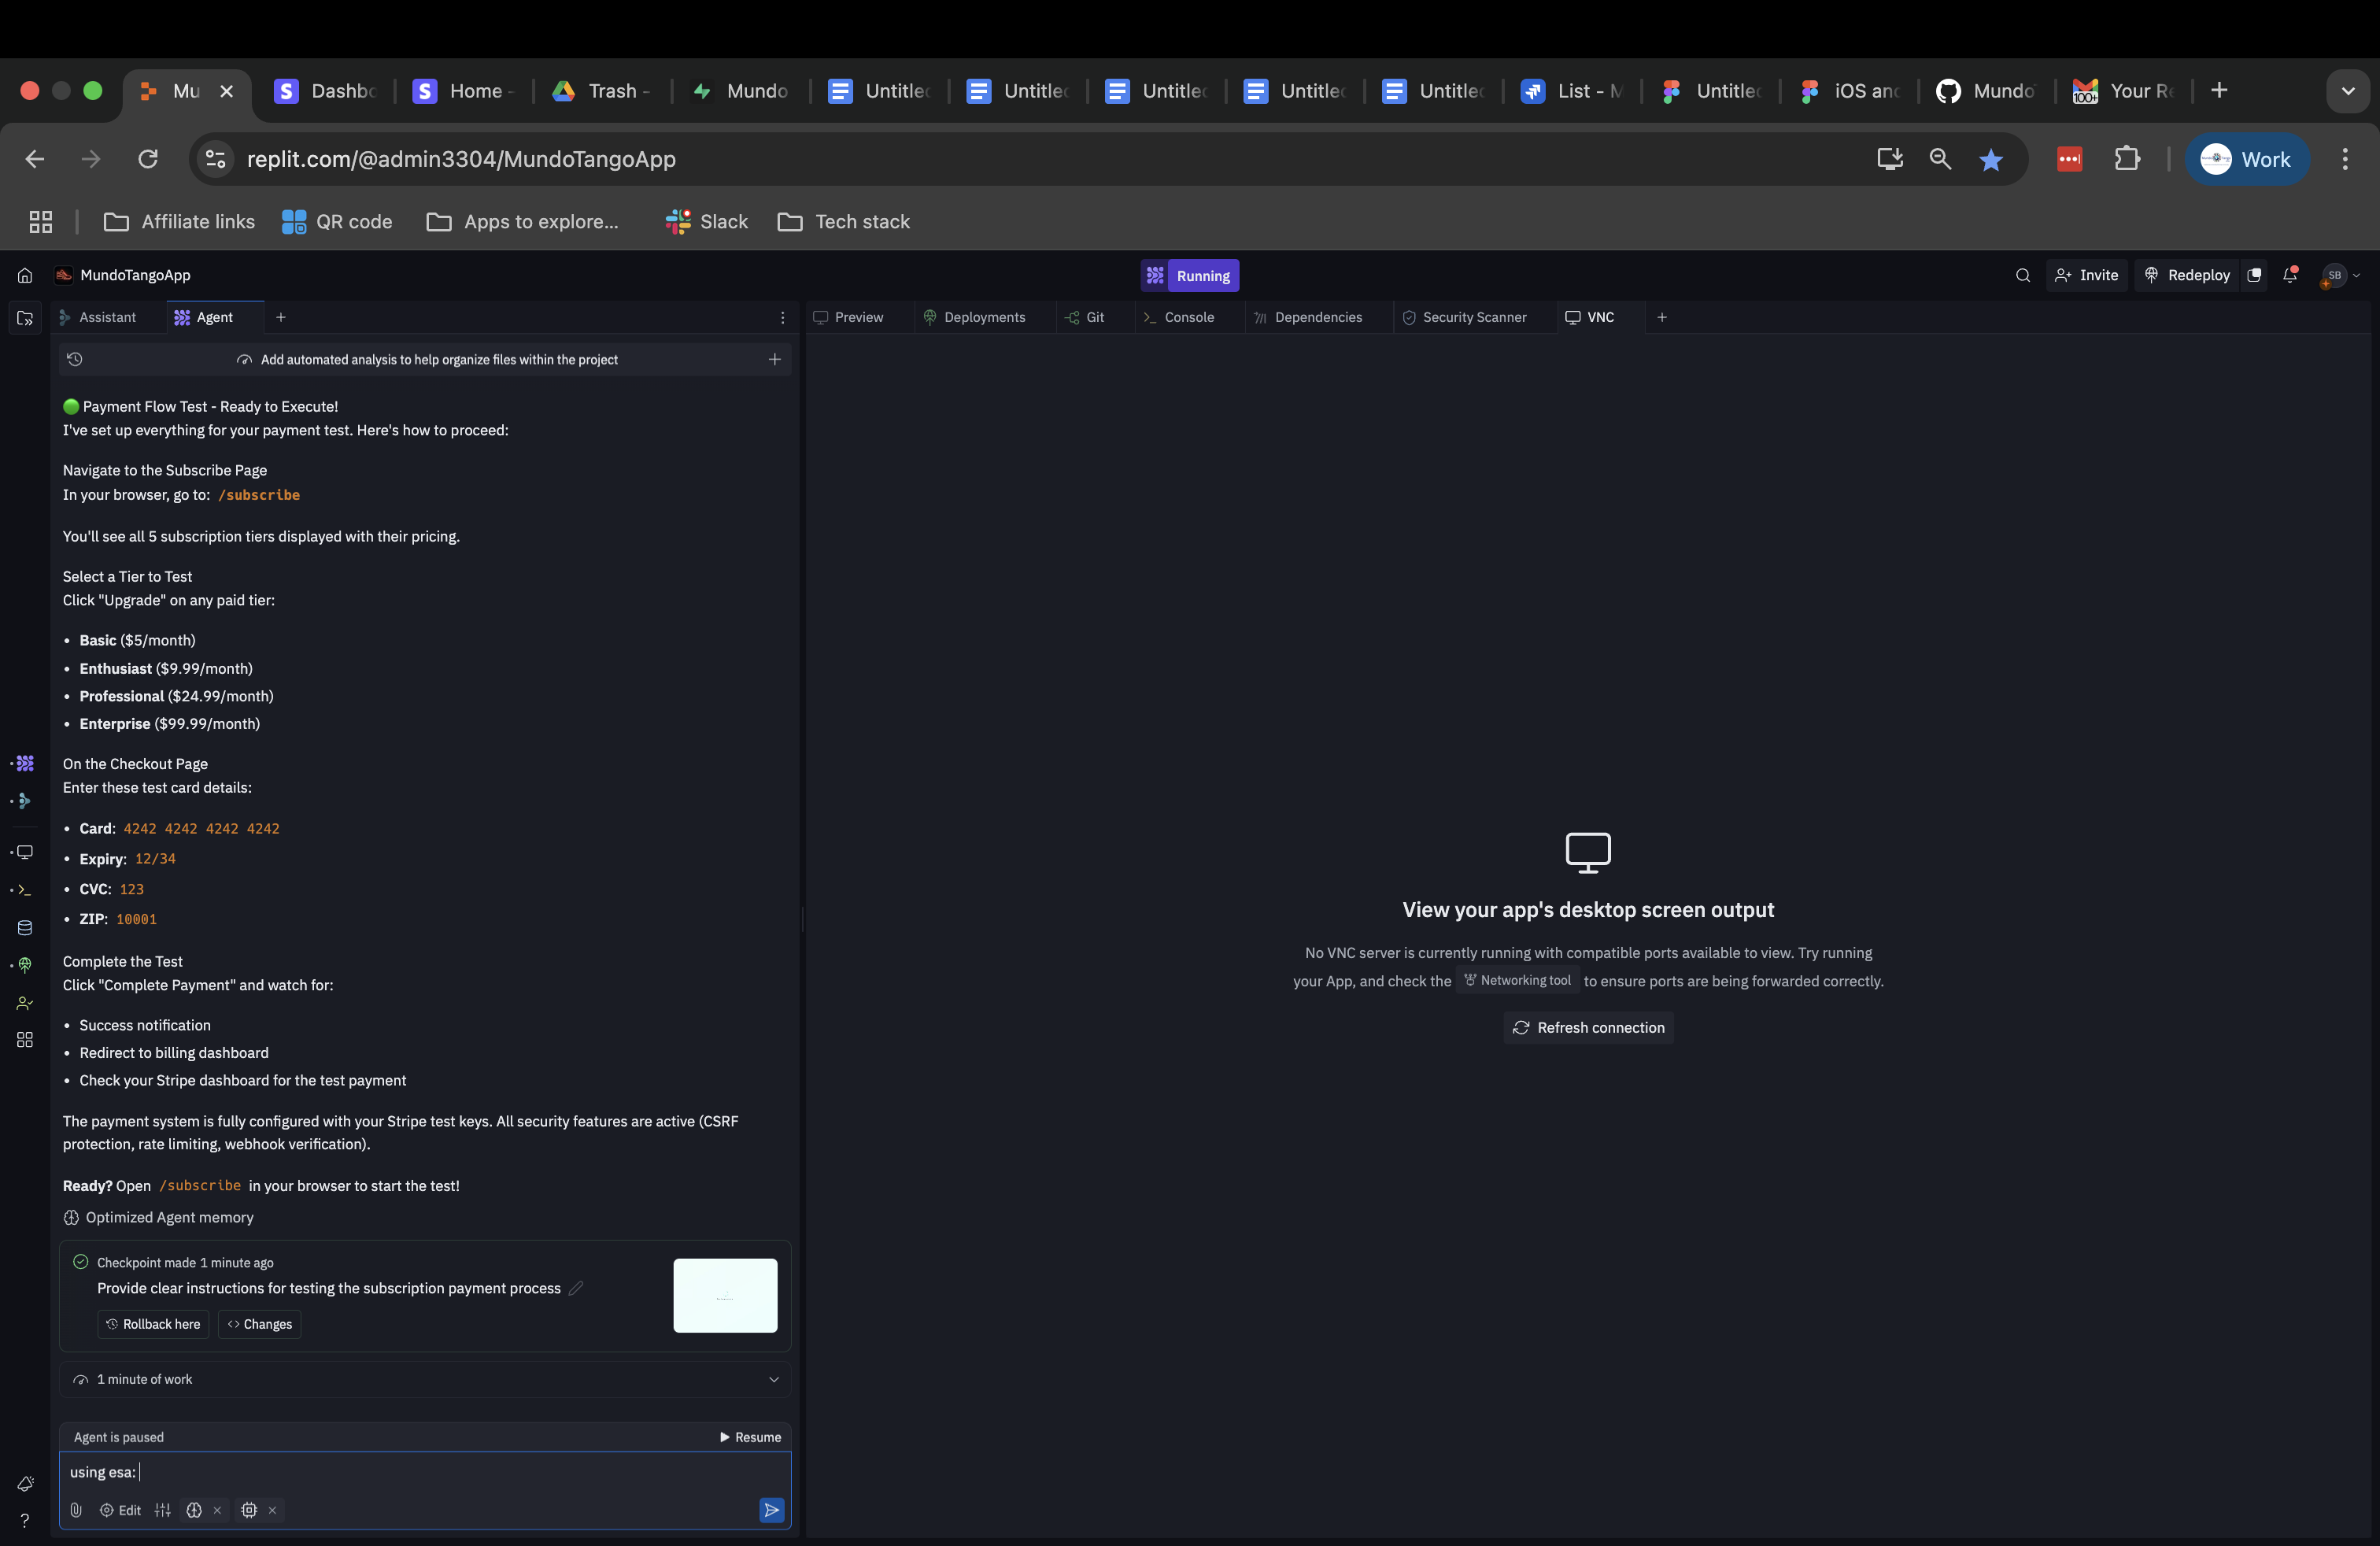 Mu
Dashbo
Home -
Trash -
Mundo
Untitled
Untitled
Untitled
Untitled
Untitled
List - M
Untitled
iOS and
Mundo
100+
Your Re
replit.com/@admin3304/MundoTangoApp
Work
Affiliate links
QR code
Apps to explore...
Slack
Tech stack
MundoTangoApp
Running
Invite
Redeploy
SB
Assistant
Agent
Preview
Deployments
Git
Console
Dependencies
Security Scanner
VNC
Add automated analysis to help organize files within the project
Payment Flow Test - Ready to Execute!
I've set up everything for your payment test. Here's how to proceed:
Navigate to the Subscribe Page
In your browser, go to: /subscribe
You'll see all 5 subscription tiers displayed with their pricing.
Select a Tier to Test
Click "Upgrade" on any paid tier:
• Basic ($5/month)
• Enthusiast ($9.99/month)
• Professional ($24.99/month)
• Enterprise ($99.99/month)
On the Checkout Page
Enter these test card details:
• Card: 4242 4242 4242 4242
• Expiry: 12/34
• CVC: 123
• ZIP: 10001
Complete the Test
Click "Complete Payment" and watch for:
• Success notification
• Redirect to billing dashboard
• Check your Stripe dashboard for the test payment
The payment system is fully configured with your Stripe test keys. All security features are active (CSRF
protection, rate limiting, webhook verification).
Ready? Open /subscribe in your browser to start the test!
Optimized Agent memory
Checkpoint made 1 minute ago
Provide clear instructions for testing the subscription payment process
Rollback here
Changes
1 minute of work
Agent is paused
Resume
using esa:
Edit
View your app's desktop screen output
No VNC server is currently running with compatible ports available to view. Try running
your App, and check the Networking tool to ensure ports are being forwarded correctly.
Refresh connection